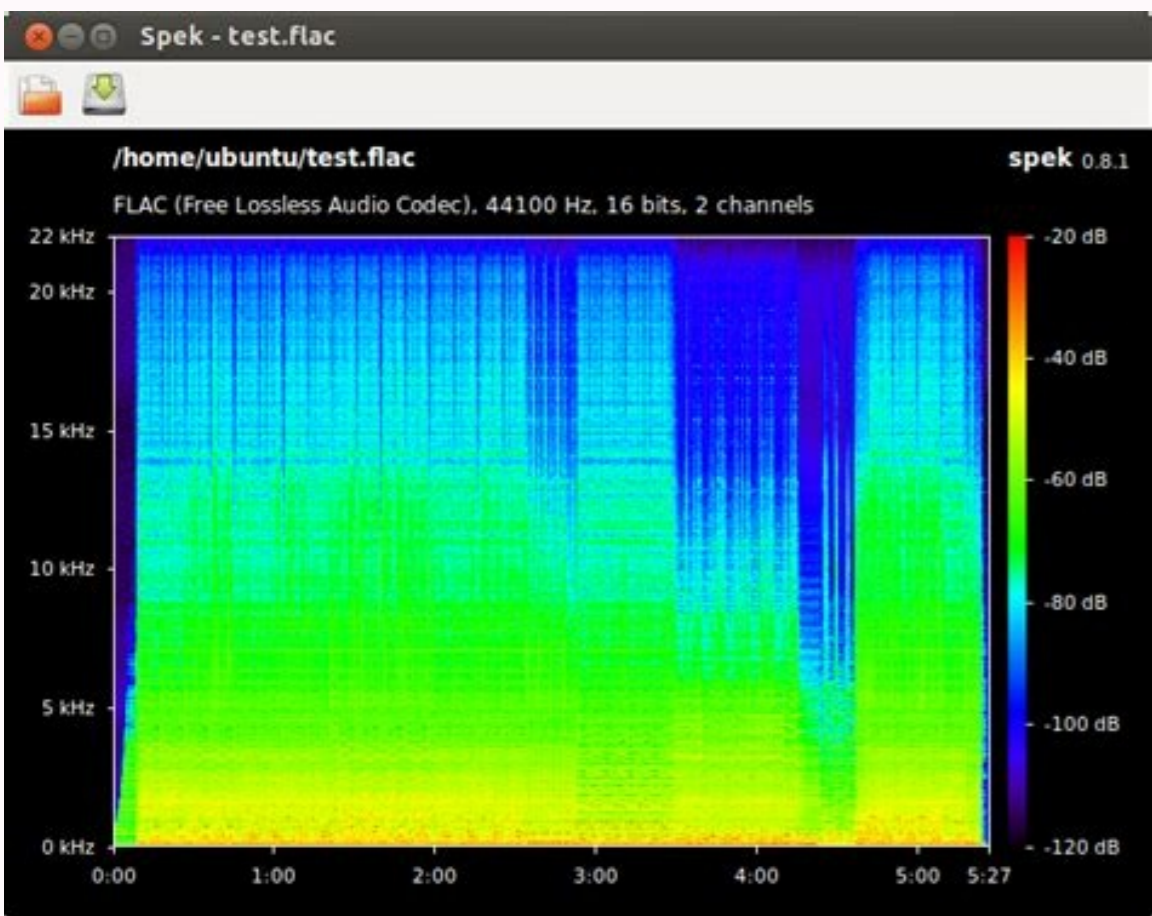 Spek - test.flac
/home/ubuntu/test.flac
spek 0.8.1
FLAC (Free Lossless Audio Codec), 44100 Hz, 16 bits, 2 channels
22 kHz
20 kHz
15 kHz
10 kHz
5 kHz
0 kHz
0:00
1:00
2:00
3:00
4:00
5:00
5:27
-20 dB
-40 dB
-60 dB
-80 dB
-100 dB
-120 dB